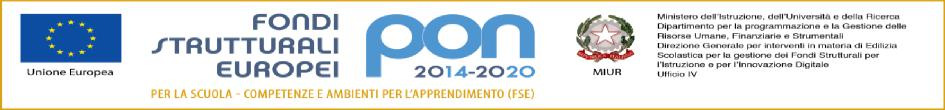 Unione Europea
FONDI
STRUTTURALI
EUROPEI
pon
2014-2020
PER LA SCUOLA - COMPETENZE E AMBIENTI PER L'APPRENDIMENTO (FSE)
MIUR
Ministero dell'Istruzione, dell'Università e della Ricerca
Dipartimento per la programmazione e la Gestione delle
Risorse Umane, Finanziarie e Strumentali
Direzione Generale per interventi in materia di Edilizia
Scolastica per la gestione dei Fondi Strutturali per
l'Istruzione e per l'Innovazione Digitale
Ufficio IV